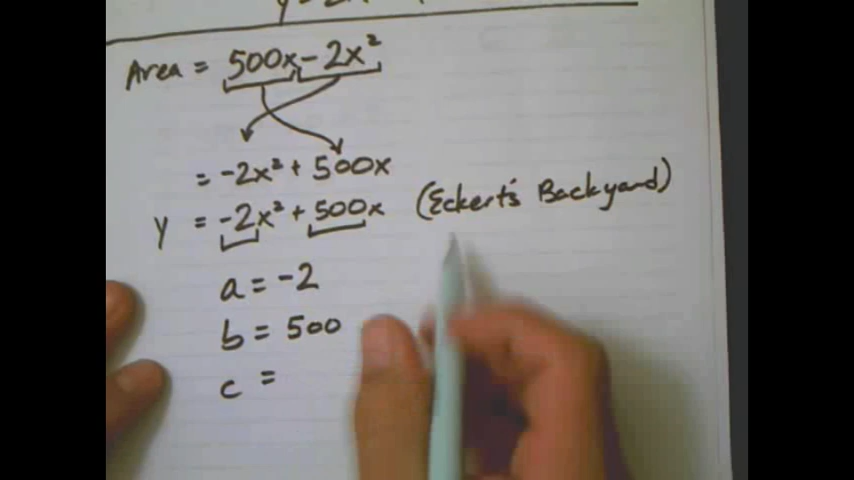 Area = 500x - 2x²
= -2x² + 500x
y = -2x² + 500x (Eckert's Backyard)
a = -2
b = 500
c =